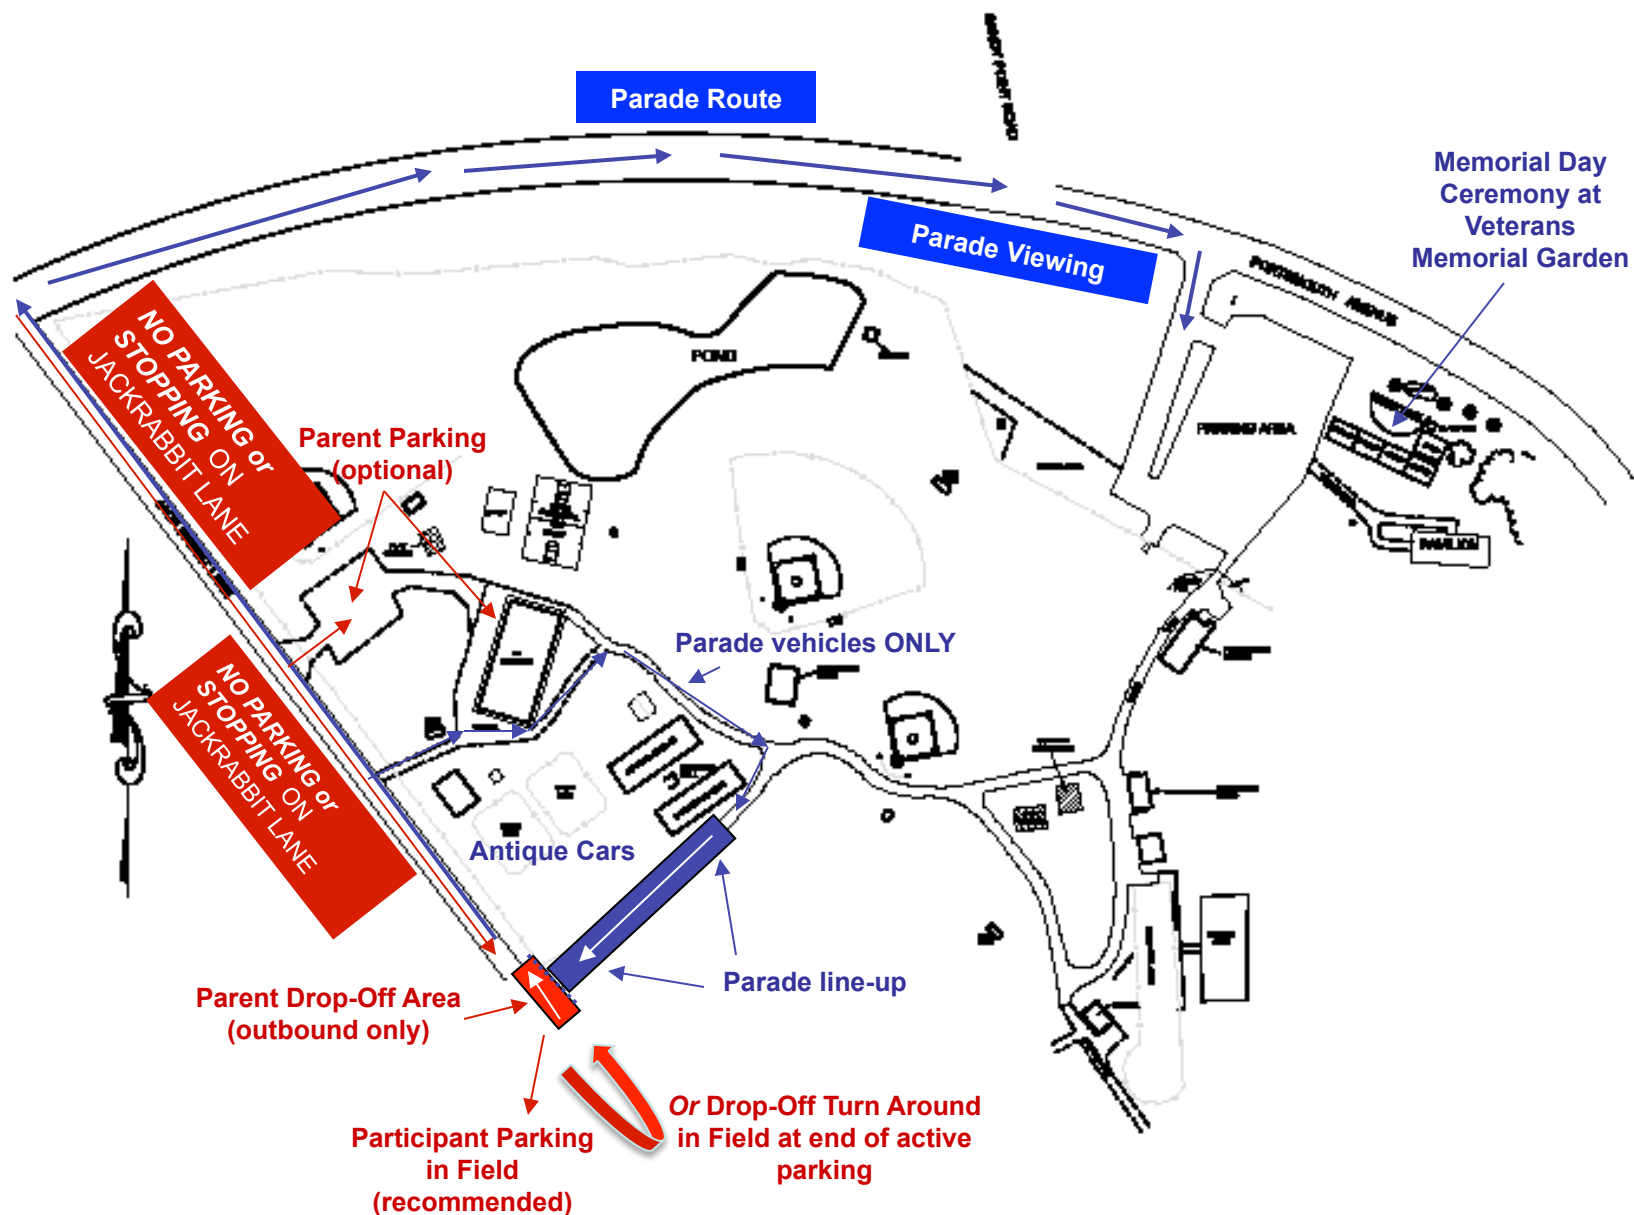 SANDY POINT ROAD
Parade Route
Memorial Day
Ceremony at
Veterans
Memorial Garden
Parade Viewing
PORTSMOUTH AVENUE
NO PARKING or
STOPPING ON
JACKRABBIT LANE
POND
PARKING AREA
Parent Parking
(optional)
PAVILION
Parade vehicles ONLY
NO PARKING or
STOPPING ON
JACKRABBIT LANE
Antique Cars
Parade line-up
Parent Drop-Off Area
(outbound only)
Or Drop-Off Turn Around
in Field at end of active
parking
Participant Parking
in Field
(recommended)